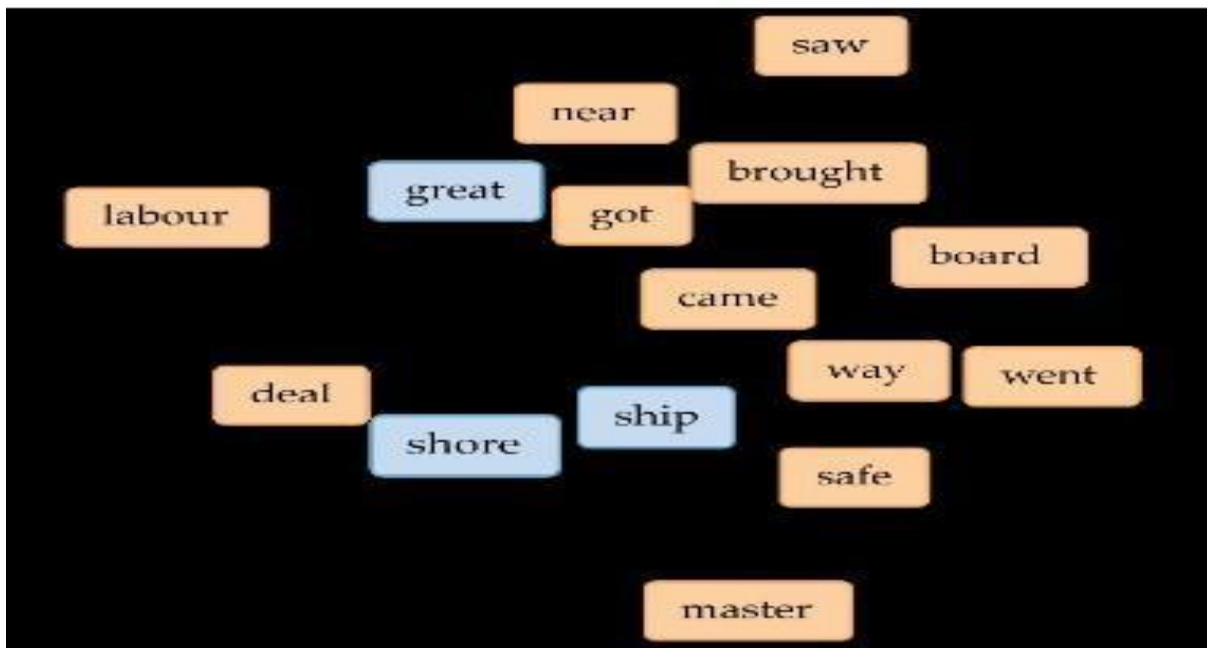 saw
near
brought
great
labour
got
board
came
way
went
deal
ship
shore
safe
master